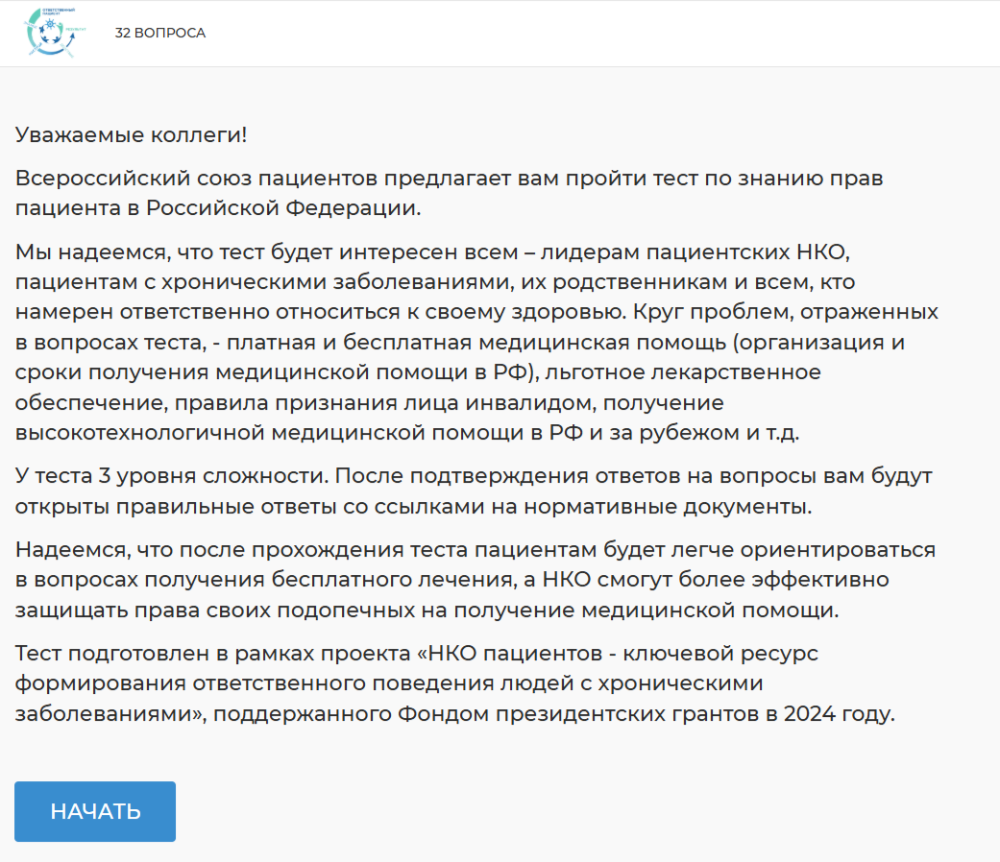 ОТВЕТСТВЕННЫЙ
ПАЦИЕНТ
32 ВОПРОСА
Уважаемые коллеги!
Всероссийский союз пациентов предлагает вам пройти тест по знанию прав
пациента в Российской Федерации.
Мы надеемся, что тест будет интересен всем – лидерам пациентских НКО,
пациентам с хроническими заболеваниями, их родственникам и всем, кто
намерен ответственно относиться к своему здоровью. Круг проблем, отраженных
в вопросах теста, - платная и бесплатная медицинская помощь (организация и
сроки получения медицинской помощи в РФ), льготное лекарственное
обеспечение, правила признания лица инвалидом, получение
высокотехнологичной медицинской помощи в РФ и за рубежом и т.д.
У теста 3 уровня сложности. После подтверждения ответов на вопросы вам будут
открыты правильные ответы со ссылками на нормативные документы.
Надеемся, что после прохождения теста пациентам будет легче ориентироваться
в вопросах получения бесплатного лечения, а НКО смогут более эффективно
защищать права своих подопечных на получение медицинской помощи.
Тест подготовлен в рамках проекта «НКО пациентов - ключевой ресурс
формирования ответственного поведения людей с хроническими
заболеваниями», поддержанного Фондом президентских грантов в 2024 году.
НАЧАТЬ